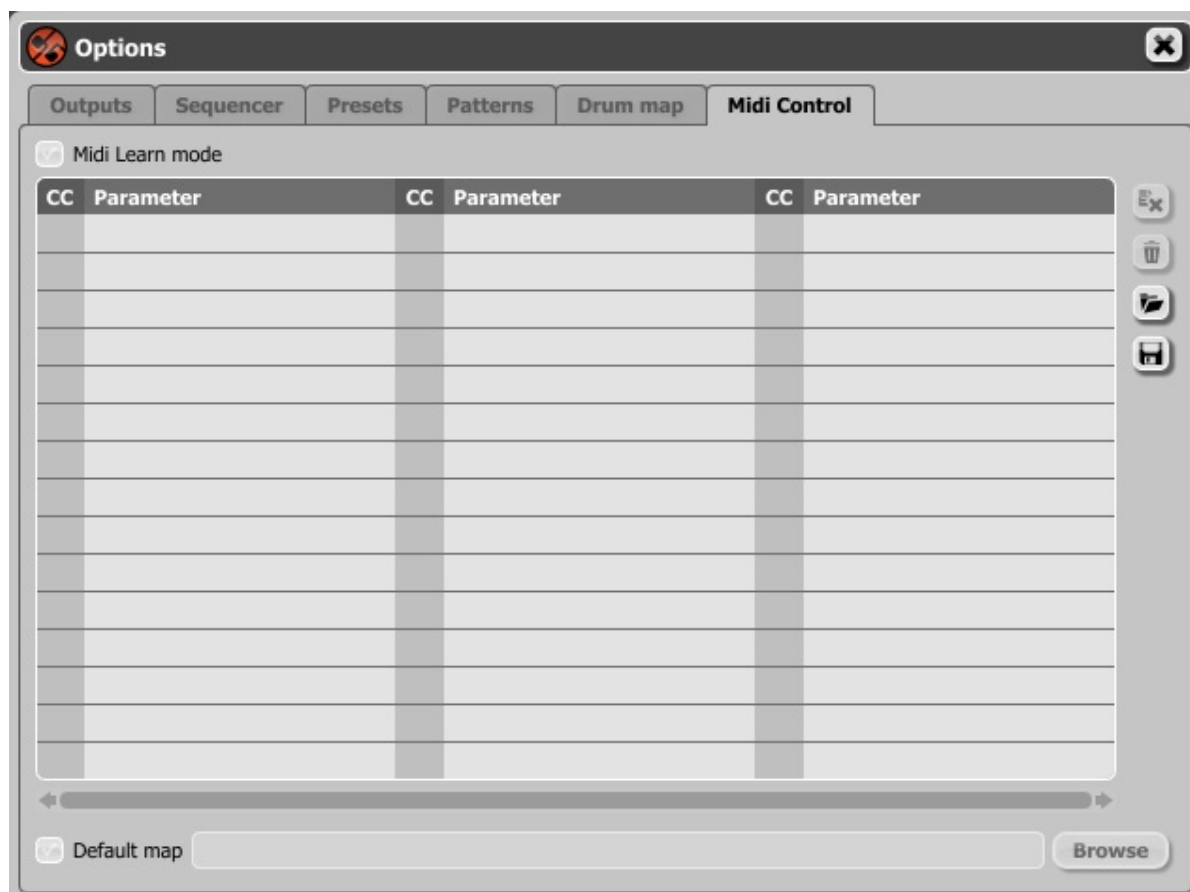 Options
Outputs Sequencer Presets Patterns Drum map Midi Control
Midi Learn mode
CC Parameter CC Parameter CC Parameter
Default map Browse